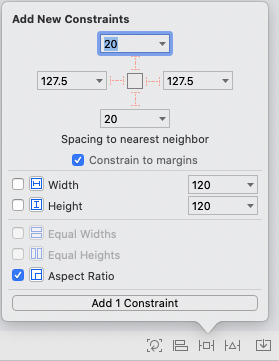 Add New Constraints
20
127.5 127.5
20
Spacing to nearest neighbor
Constrain to margins
Width 120
Height 120
Equal Widths
Equal Heights
Aspect Ratio
Add 1 Constraint